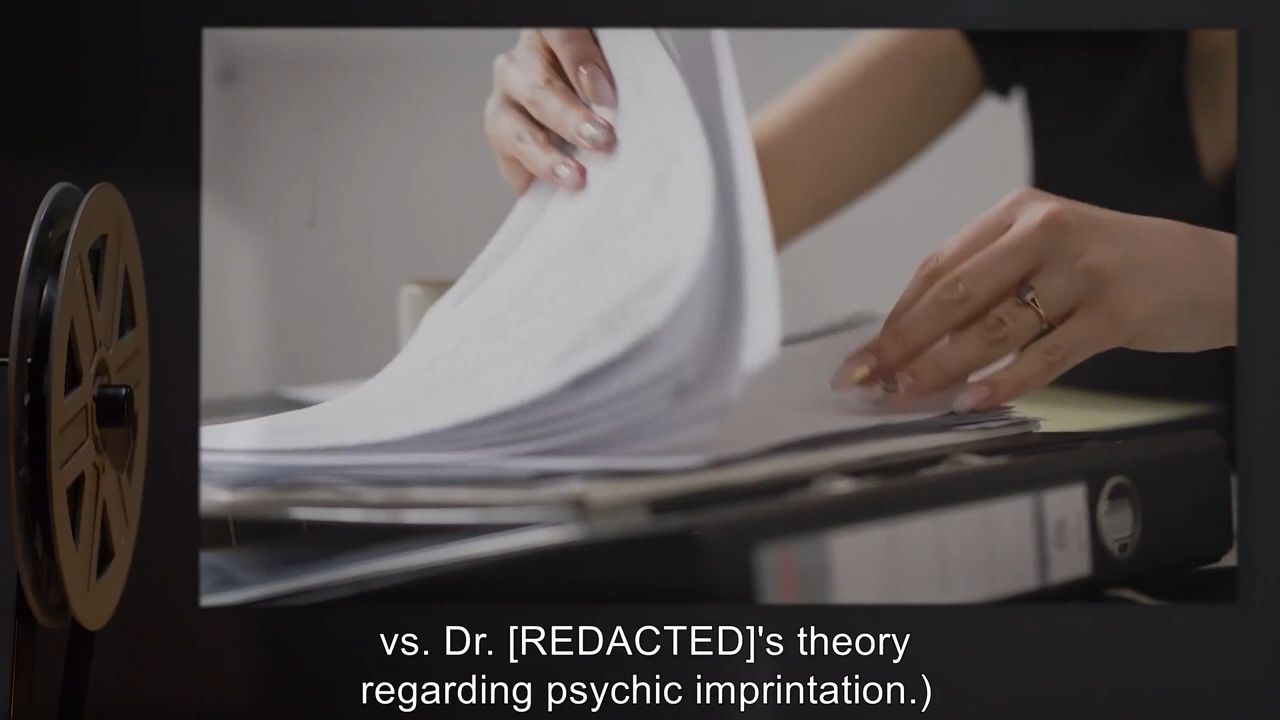 vs. Dr. [REDACTED]'s theory
regarding psychic imprintation.)